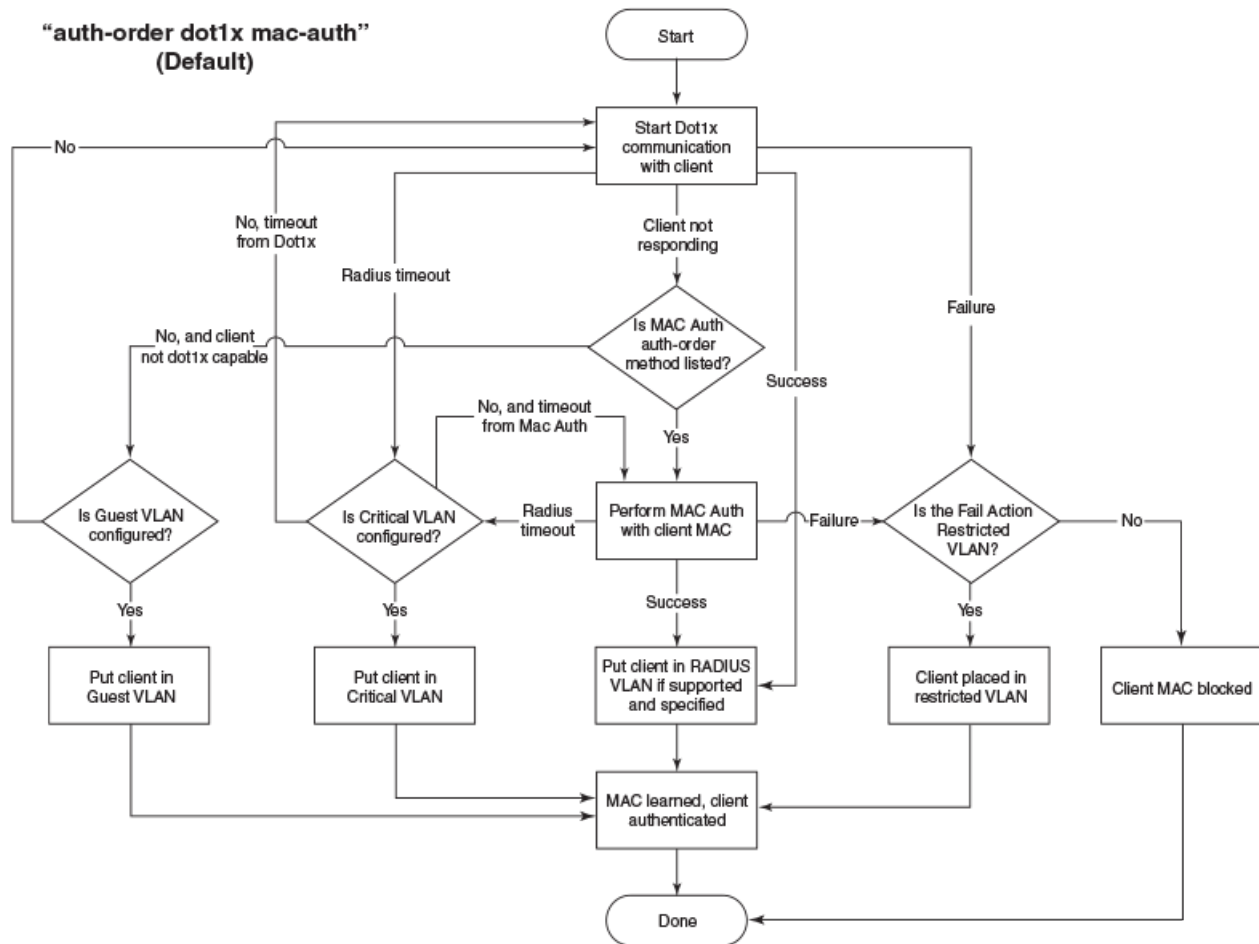 “auth-order dot1x mac-auth”
(Default)
Start
Start Dot1x
communication
with client
No
No, timeout
from Dot1x
Client not
responding
Radius timeout
Failure
No, and client
not dot1x capable
Is MAC Auth
auth-order
method listed?
Success
No, and timeout
from Mac Auth
Yes
Is Guest VLAN
configured?
Is Critical VLAN
configured?
Radius
timeout
Perform MAC Auth
with client MAC
Failure
Is the Fail Action
Restricted
VLAN?
No
Yes
Yes
Success
Yes
Put client in
Guest VLAN
Put client in
Critical VLAN
Put client in RADIUS
VLAN if supported
and specified
Client placed in
restricted VLAN
Client MAC blocked
MAC learned, client
authenticated
Done